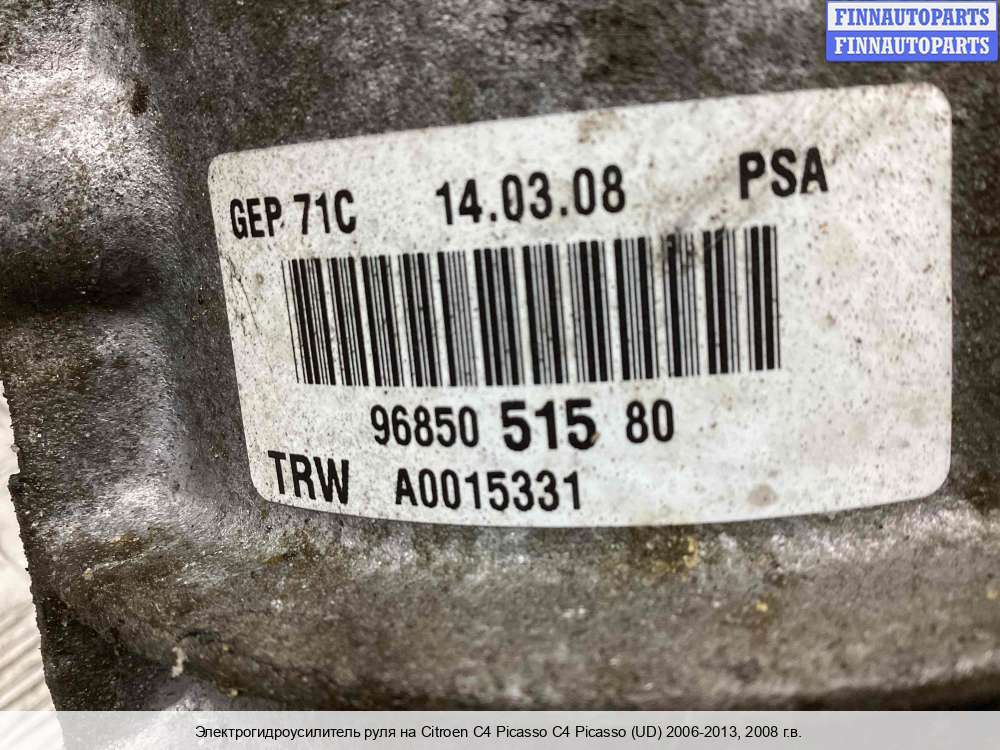 FINNAUTOPARTS
FINNAUTOPARTS
GEP 71C 14.03.08 PSA
96850 515 80
TRW A0015331
Электрогидроусилитель руля на Citroen C4 Picasso C4 Picasso (UD) 2006-2013, 2008 г.в.